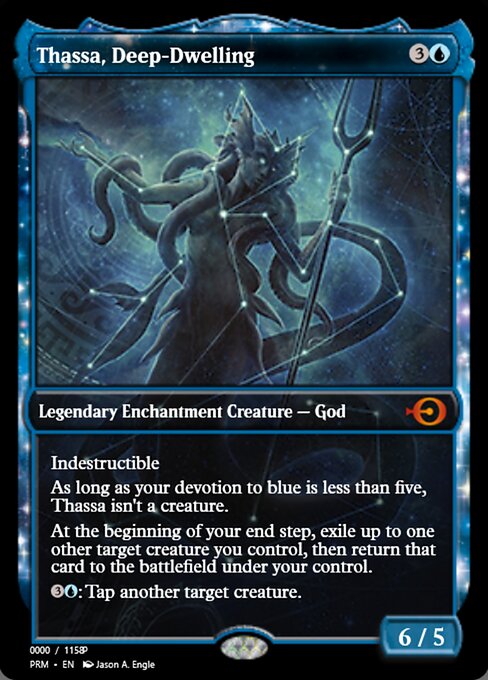 Thassa, Deep-Dwelling 3
Legendary Enchantment Creature — God
Indestructible
As long as your devotion to blue is less than five,
Thassa isn't a creature.
At the beginning of your end step, exile up to one
other target creature you control, then return that
card to the battlefield under your control.
3: Tap another target creature.
6 / 5
0000 / 1158P
PRM • EN Jason A. Engle